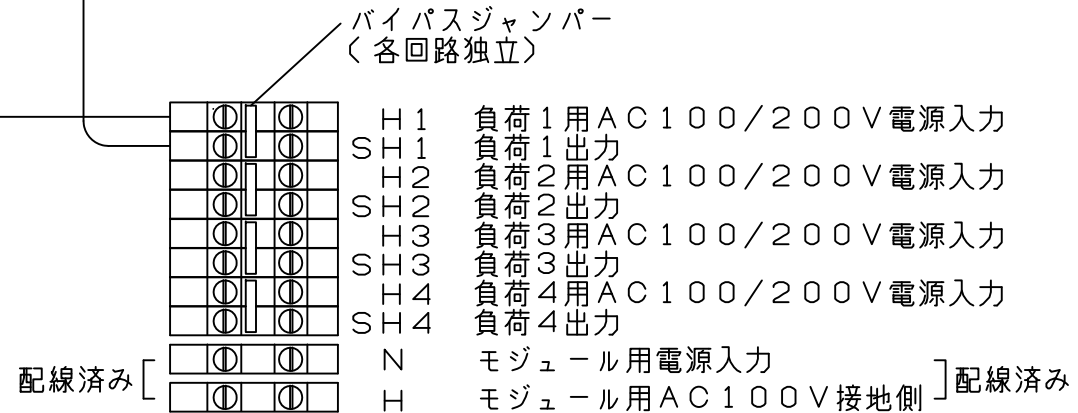 バイパスジャンパー
(各回路独立)
H1 負荷1用AC100/200V電源入力
SH1 負荷1出力
H2 負荷2用AC100/200V電源入力
SH2 負荷2出力
H3 負荷3用AC100/200V電源入力
SH3 負荷3出力
H4 負荷4用AC100/200V電源入力
SH4 負荷4出力
N モジュール用電源入力
配線済み 配線済み
H モジュール用AC100V接地側